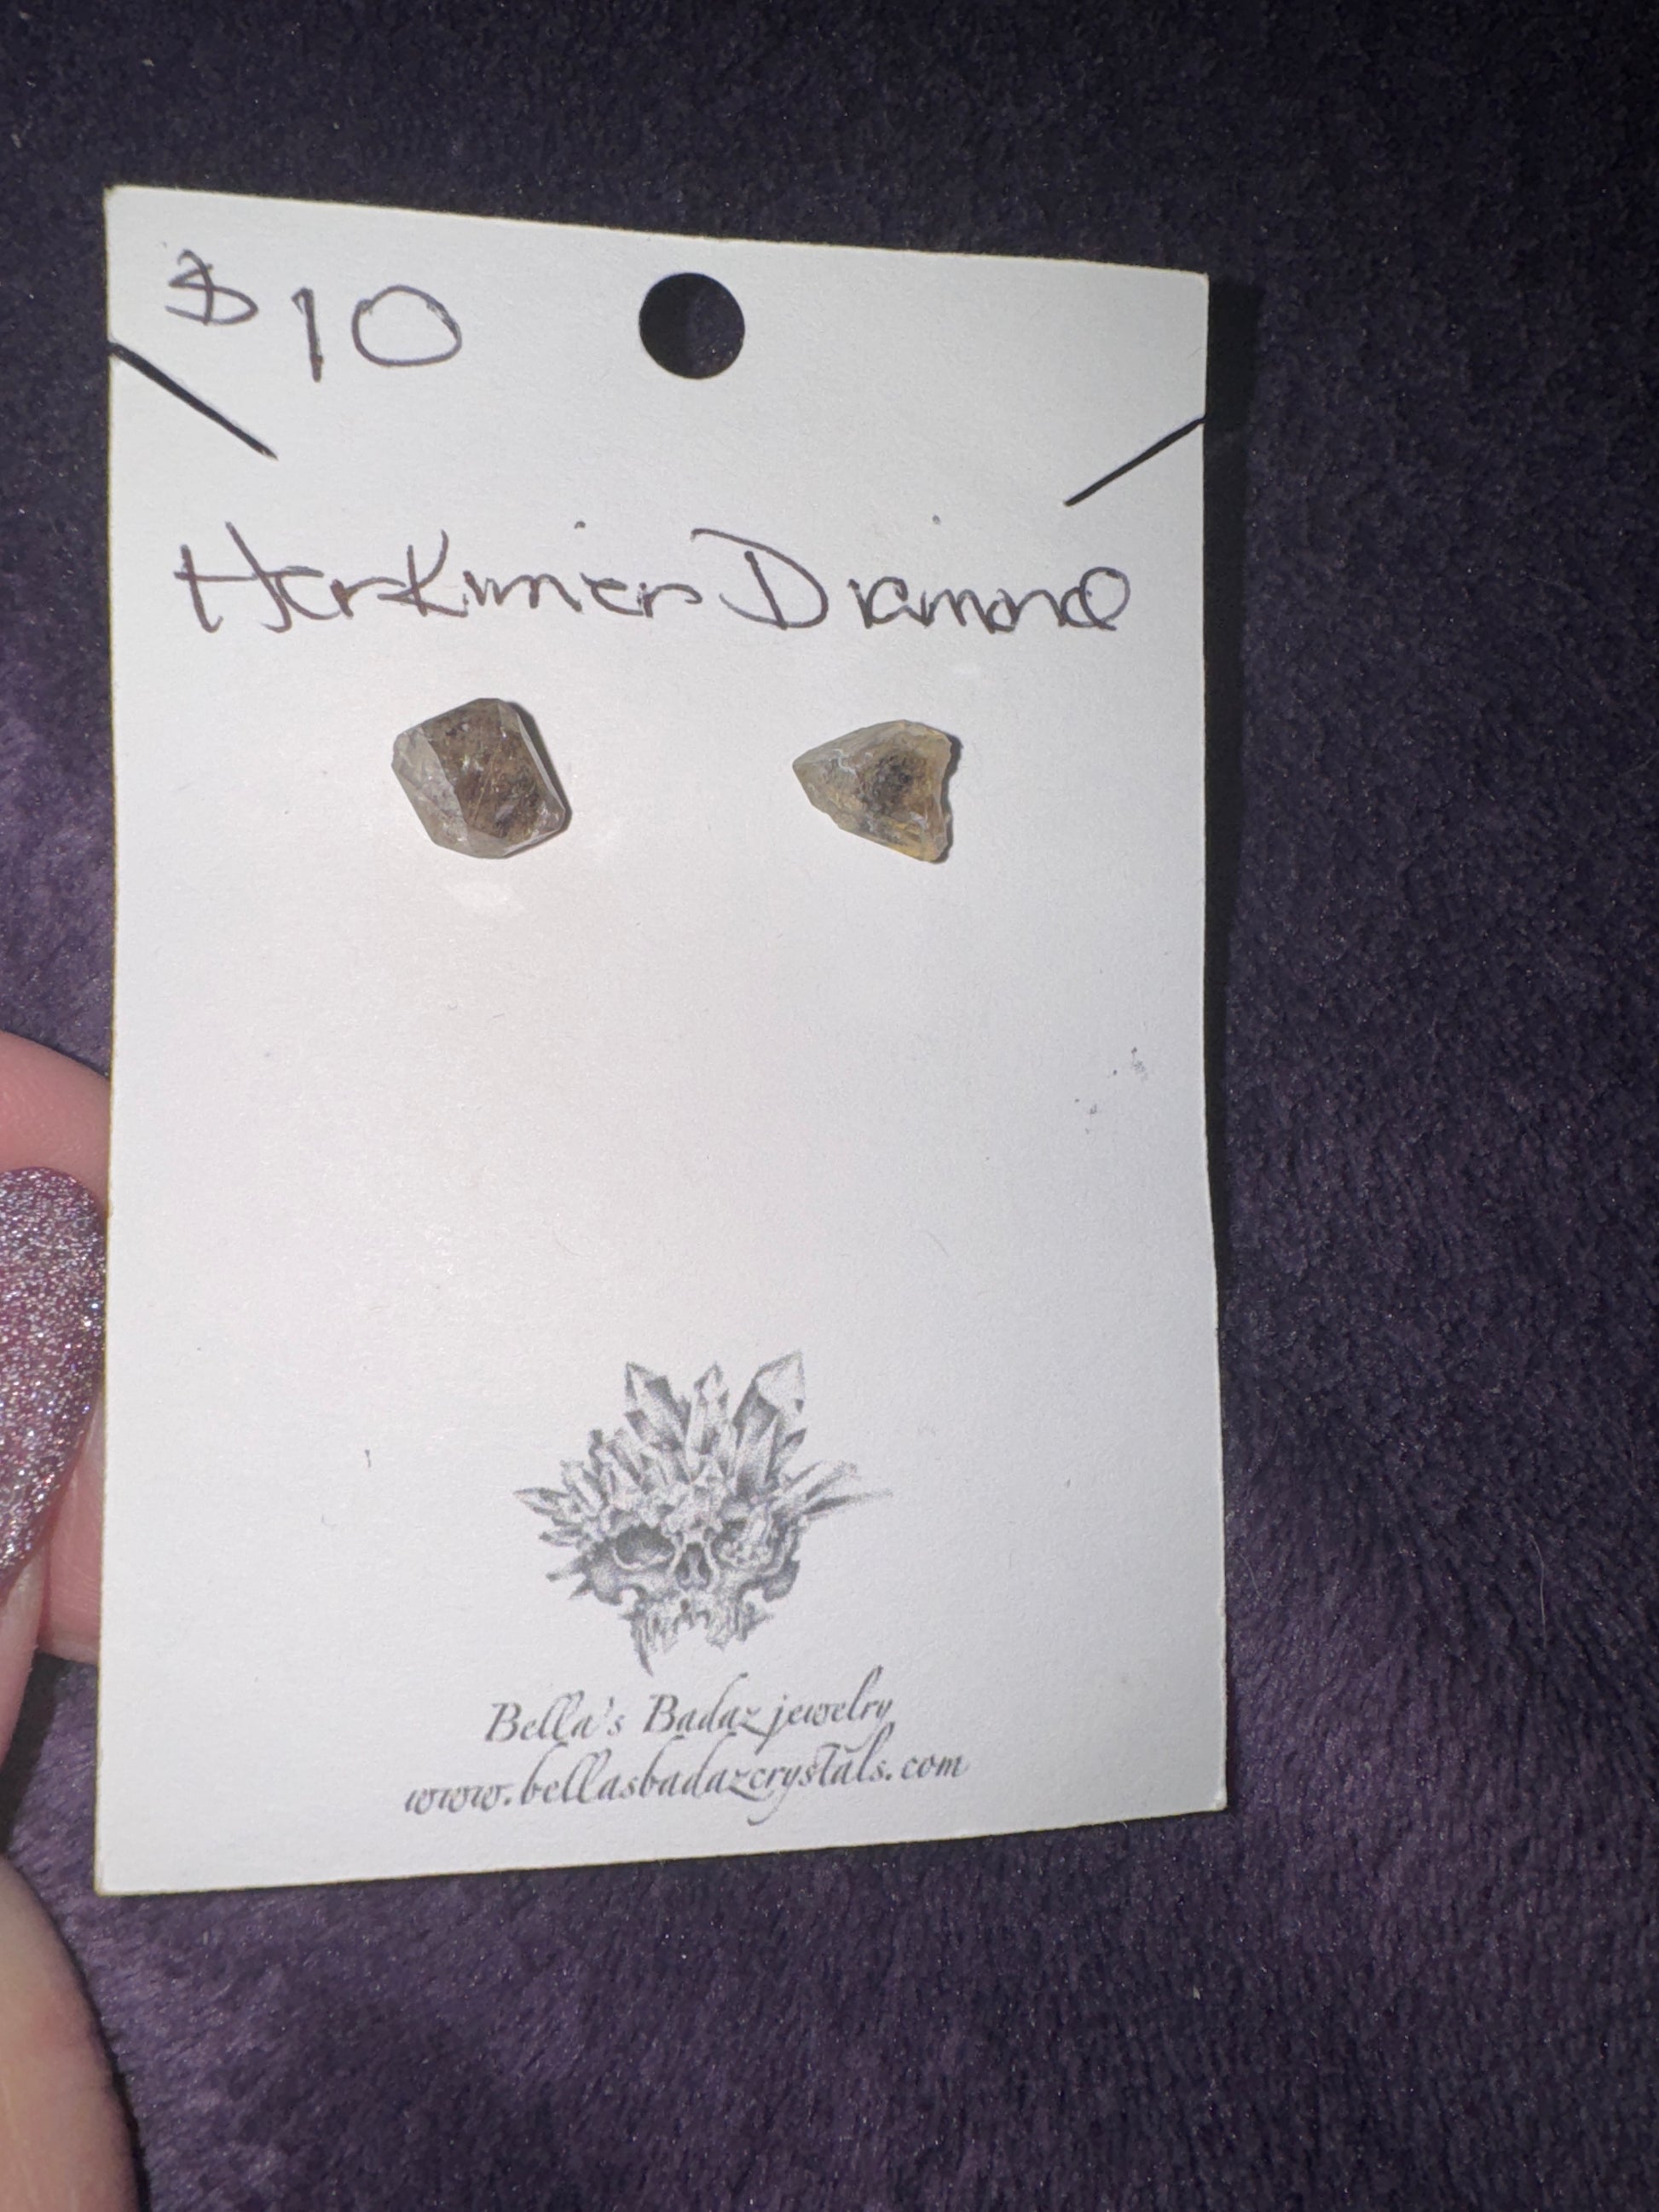 $10
Herkimer Diamond
Bella's Badaz jewelry
www.bellasbadazcrystals.com